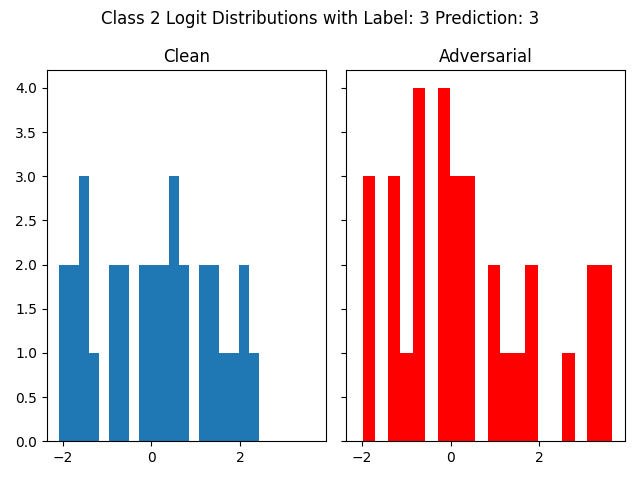 Class 2 Logit Distributions with Label: 3 Prediction: 3
Clean
Adversarial
4.0
3.5
3.0
2.5
2.0
1.5
1.0
0.5
0.0
−2 0 2
−2 0 2